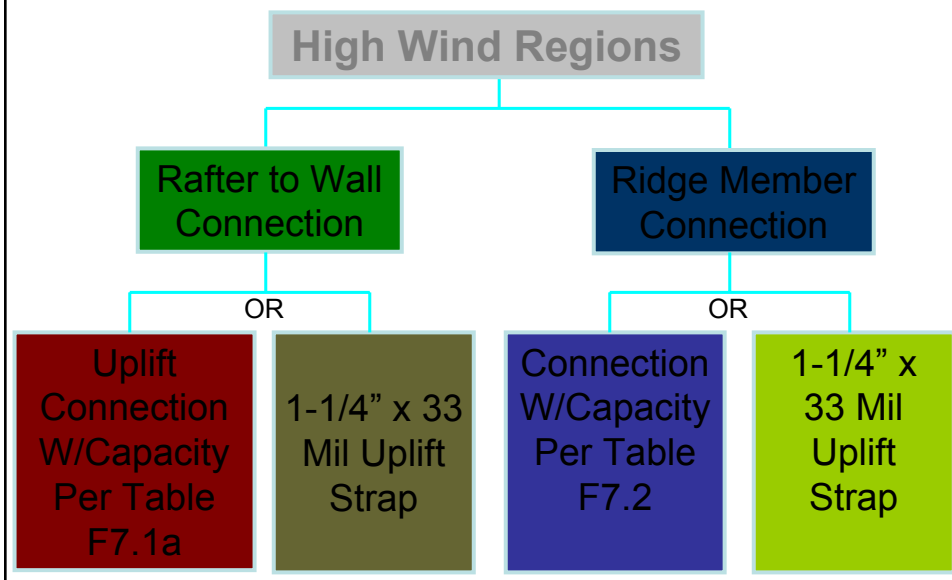 High Wind Regions
Rafter to Wall
Connection
Ridge Member
Connection
OR
OR
Uplift
Connection
W/Capacity
Per Table
F7.1a
1-1/4” x 33
Mil Uplift
Strap
Connection
W/Capacity
Per Table
F7.2
1-1/4” x
33 Mil
Uplift
Strap